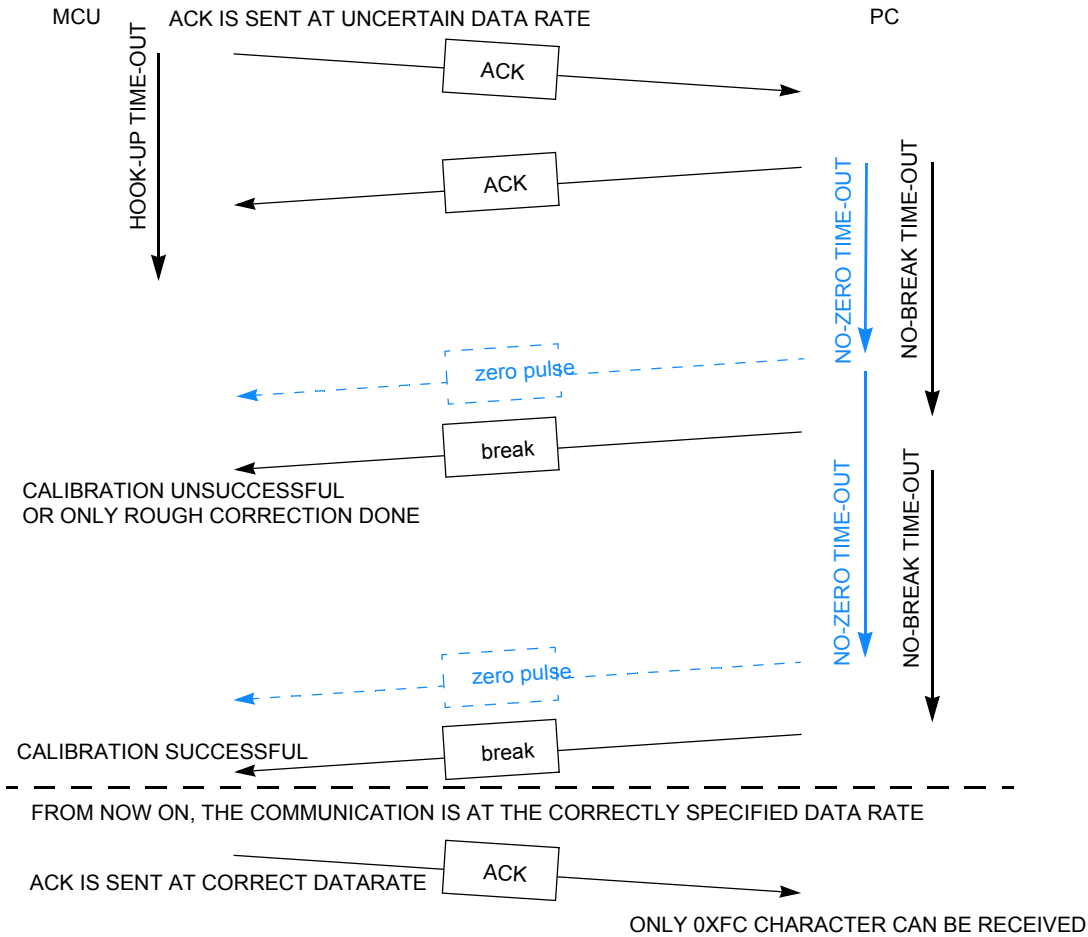 MCU
ACK IS SENT AT UNCERTAIN DATA RATE
PC
ACK
HOOK-UP TIME-OUT
ACK
NO-ZERO TIME-OUT
NO-BREAK TIME-OUT
zero pulse
break
CALIBRATION UNSUCCESSFUL
OR ONLY ROUGH CORRECTION DONE
NO-ZERO TIME-OUT
NO-BREAK TIME-OUT
zero pulse
CALIBRATION SUCCESSFUL
break
FROM NOW ON, THE COMMUNICATION IS AT THE CORRECTLY SPECIFIED DATA RATE
ACK
ACK IS SENT AT CORRECT DATARATE
ONLY 0XFC CHARACTER CAN BE RECEIVED